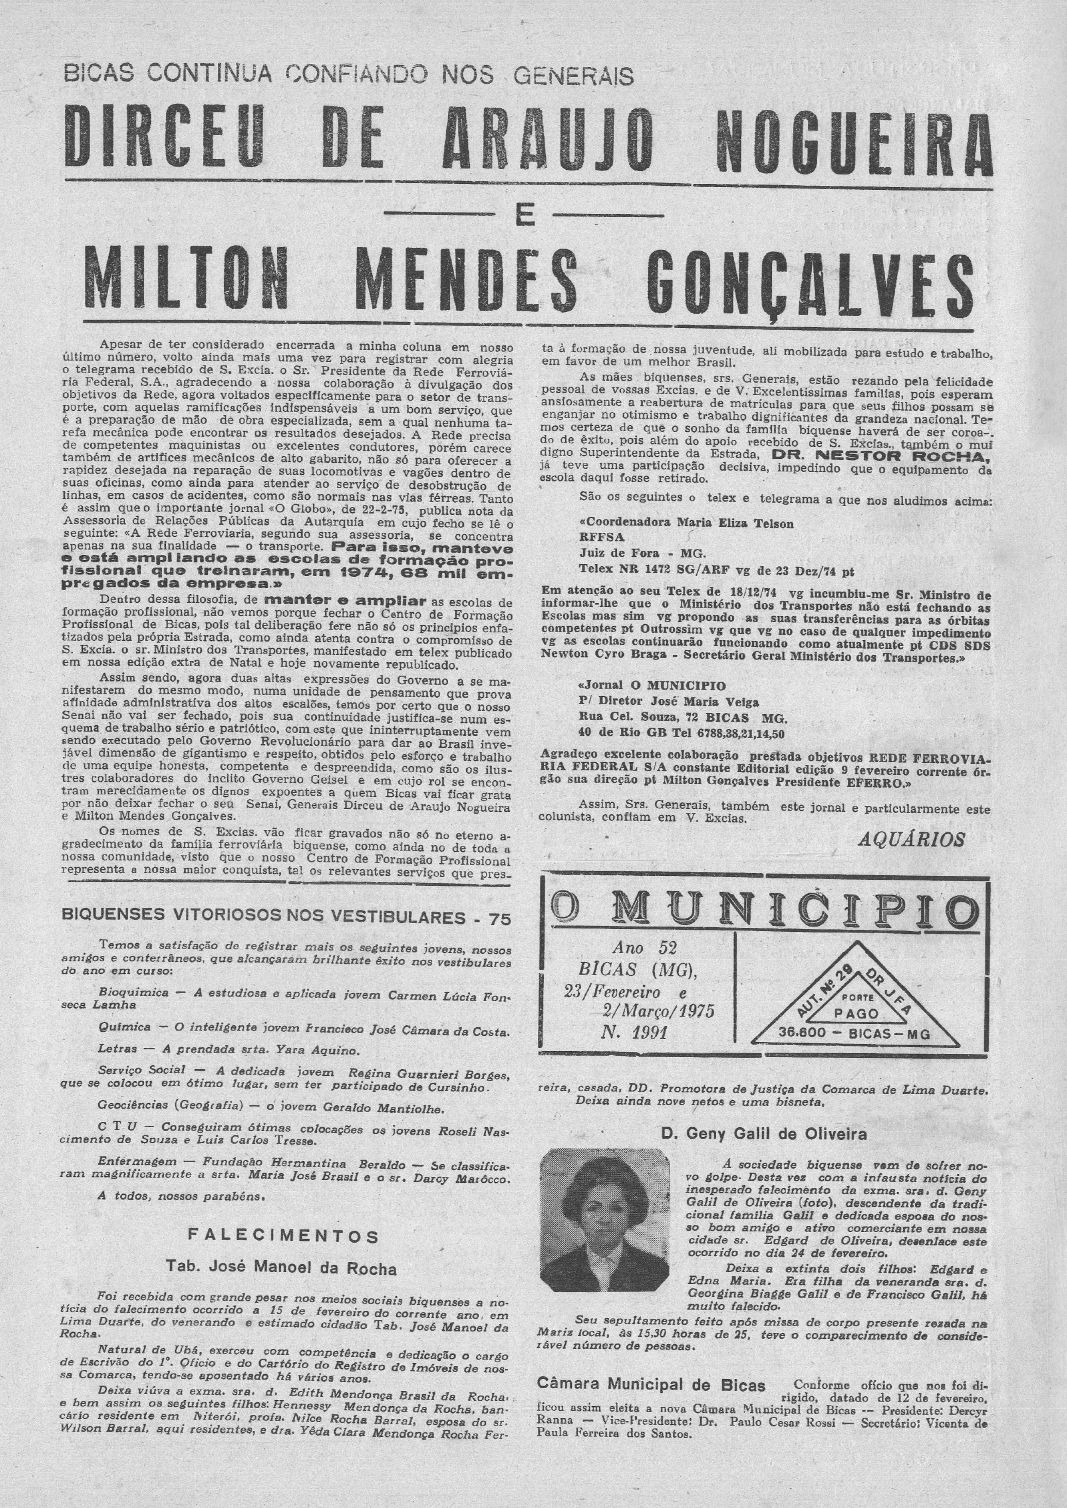 BICAS CONTINUA CONFIANDO NOS GENERAIS
DIRCEU DE ARAUJO NOGUEIRA
E
MILTON MENDES GONÇALVES
Apesar de ter considerado encerrada a minha coluna em nosso
último número, volto ainda mais uma vez para registrar com alegria
o telegrama recebido de S. Excia. o Sr. Presidente da Rede Ferroviá-
ria Federal, S.A., agradecendo a nossa colaboração à divulgação dos
objetivos da Rede, agora voltados especificamente para o setor de trans-
porte, com aquelas ramificações indispensáveis a um bom serviço, que
é a preparação de mão de obra especializada, sem a qual nenhuma ta-
refa mecânica pode encontrar os resultados desejados. A Rede precisa
de competentes maquinistas ou excelentes condutores, porém carece
também de artífices mecânicos de alto gabarito, não só para oferecer a
rapidez desejada na reparação de suas locomotivas e vagões dentro de
suas oficinas, como ainda para atender ao serviço de desobstrução de
linhas, em casos de acidentes, como são normais nas vias férreas. Tanto
é assim que o importante jornal «O Globo», de 22-2-75, publica nota da
Assessoria de Relações Públicas da Autarquia em cujo fecho se lê o
seguinte: «A Rede Ferroviaria, segundo sua assessoria, se concentra
apenas na sua finalidade — o transporte. Para isso, manteve
e está ampliando as escolas de formação pro-
fissional que treinaram, em 1974, 68 mil em-
pregados da empresa.»
Dentro dessa filosofia, de manter e ampliar as escolas de
formação profissional, não vemos porque fechar o Centro de Formação
Profissional de Bicas, pois tal deliberação fere não só os princípios enfa-
tizados pela própria Estrada, como ainda atenta contra o compromisso de
S. Excia. o sr. Ministro dos Transportes, manifestado em telex publicado
em nossa edição extra de Natal e hoje novamente republicado.
Assim sendo, agora duas altas expressões do Governo a se ma-
nifestarem do mesmo modo, numa unidade de pensamento que prova
afinidade administrativa dos altos escalões, temos por certo que o nosso
Senai não vai ser fechado, pois sua continuidade justifica-se num es-
quema de trabalho sério e patriótico, com este que ininterruptamente vem
sendo executado pelo Governo Revolucionário para dar ao Brasil inve-
jável dimensão de gigantismo e respeito, obtidos pelo esforço e trabalho
de uma equipe honesta, competente e despreendida, como são os ilus-
tres colaboradores do ínclito Governo Geisel e em cujo rol se encon-
tram merecidamente os dignos expoentes a quem Bicas vai ficar grata
por não deixar fechar o seu Senai, Generais Dirceu de Araujo Nogueira
e Milton Mendes Gonçalves.
Os nomes de S. Excias. vão ficar gravados não só no eterno a-
gradecimento da família ferroviária biquense, como ainda no de toda a
nossa comunidade, visto que o nosso Centro de Formação Profissional
representa a nossa maior conquista, tal os relevantes serviços que pres-
ta à formação de nossa juventude, ali mobilizada para estudo e trabalho,
em favor de um melhor Brasil.
As mães biquenses, srs. Generais, estão rezando pela felicidade
pessoal de vossas Excias. e de V. Excelentíssimas famílias, pois esperam
ansiosamente a reabertura de matrículas para que seus filhos possam se
enganjar no otimismo e trabalho dignificantes da grandeza nacional. Te-
mos certeza de que o sonho da família biquense haverá de ser coroa-
do de êxito, pois além do apoio recebido de S. Excias., também o mui
digno Superintendente da Estrada, DR. NESTOR ROCHA,
já teve uma participação decisiva, impedindo que o equipamento da
escola daqui fosse retirado.
São os seguintes o telex e telegrama a que nos aludimos acima:
«Coordenadora Maria Eliza Telson
RFFSA
Juiz de Fora - MG.
Telex NR 1472 SG/ARF vg de 23 Dez/74 pt
Em atenção ao seu Telex de 18/12/74 vg incumbiu-me Sr. Ministro de
informar-lhe que o Ministério dos Transportes não está fechando as
Escolas mas sim vg propondo as suas transferências para as órbitas
competentes pt Outrossim vg que vg no caso de qualquer impedimento
vg as escolas continuarão funcionando como atualmente pt CDS SDS
Newton Cyro Braga - Secretário Geral Ministério dos Transportes.»
«Jornal O MUNICIPIO
P/ Diretor José Maria Veiga
Rua Cel. Souza, 72 BICAS MG.
40 de Rio GB Tel 6788,38,21,14,50
Agradeço excelente colaboração prestada objetivos REDE FERROVIA-
RIA FEDERAL S/A constante Editorial edição 9 fevereiro corrente ór-
gão sua direção pt Milton Gonçalves Presidente EFERRO.»
Assim, Srs. Generais, também este jornal e particularmente este
colunista, confiam em V. Excias.
AQUÁRIOS
BIQUENSES VITORIOSOS NOS VESTIBULARES - 75
Temos a satisfação de registrar mais os seguintes jovens, nossos
amigos e conterrâneos, que alcançaram brilhante êxito nos vestibulares
do ano em curso:
Bioquímica — A estudiosa e aplicada jovem Carmen Lúcia Fon-
seca Lamha
Química — O inteligente jovem Francisco José Câmara da Costa.
Letras — A prendada srta. Yara Aquino.
Serviço Social — A dedicada jovem Regina Guarnieri Borges,
que se colocou em ótimo lugar, sem ter participado de Cursinho.
Geociências (Geografia) — o jovem Geraldo Mantiolhe.
C T U — Conseguiram ótimas colocações os jovens Roseli Nas-
cimento de Souza e Luiz Carlos Tresse.
Enfermagem — Fundação Hermantina Beraldo — Se classifica-
ram magnificamente a srta. Maria José Brasil e o sr. Darcy Marôcco.
A todos, nossos parabéns.
FALECIMENTOS
Tab. José Manoel da Rocha
Foi recebida com grande pesar nos meios sociais biquenses a no-
tícia do falecimento ocorrido a 15 de fevereiro do corrente ano, em
Lima Duarte, do venerando e estimado cidadão Tab. José Manoel da
Rocha.
Natural de Ubá, exerceu com competência e dedicação o cargo
de Escrivão do 1º. Ofício e do Cartório do Registro de Imóveis de nos-
sa Comarca, tendo-se aposentado há vários anos.
Deixa viúva a exma. sra. d. Edith Mendonça Brasil da Rocha,
e bem assim os seguintes filhos: Hennessy Mendonça da Rocha, ban-
cário residente em Niterói, profa. Nilce Rocha Barral, esposa do sr.
Wilson Barral, aqui residentes, e dra. Yêda Clara Mendonça Rocha Fer-
O MUNICIPIO
Ano 52
BICAS (MG),
23/Fevereiro e
2/Março/1975
N. 1991
AUT. Nº 29 DR JFA
PORTE
PAGO
36.600 — BICAS — MG
reira, casada, DD. Promotora de Justiça da Comarca de Lima Duarte.
Deixa ainda nove netos e uma bisneta.
D. Geny Galil de Oliveira
A sociedade biquense vem de sofrer no-
vo golpe. Desta vez com a infausta notícia do
inesperado falecimento da exma. sra. d. Geny
Galil de Oliveira (foto), descendente da tradi-
cional família Galil e dedicada esposa do nos-
so bom amigo e ativo comerciante em nossa
cidade sr. Edgard de Oliveira, desenlace este
ocorrido no dia 24 de fevereiro.
Deixa a extinta dois filhos: Edgard e
Edna Maria. Era filha da veneranda sra. d.
Georgina Biagge Galil e de Francisco Galil, há
muito falecido.
Seu sepultamento feito após missa de corpo presente rezada na
Mariz local, às 15,30 horas de 25, teve o comparecimento de conside-
rável número de pessoas.
Câmara Municipal de Bicas Conforme ofício que nos foi di-
rigido, datado de 12 de fevereiro,
ficou assim eleita a nova Câmara Municipal de Bicas -- Presidente: Dercyr
Ranna — Vice-Presidente: Dr. Paulo Cesar Rossi — Secretário: Vicenta de
Paula Ferreira dos Santos.